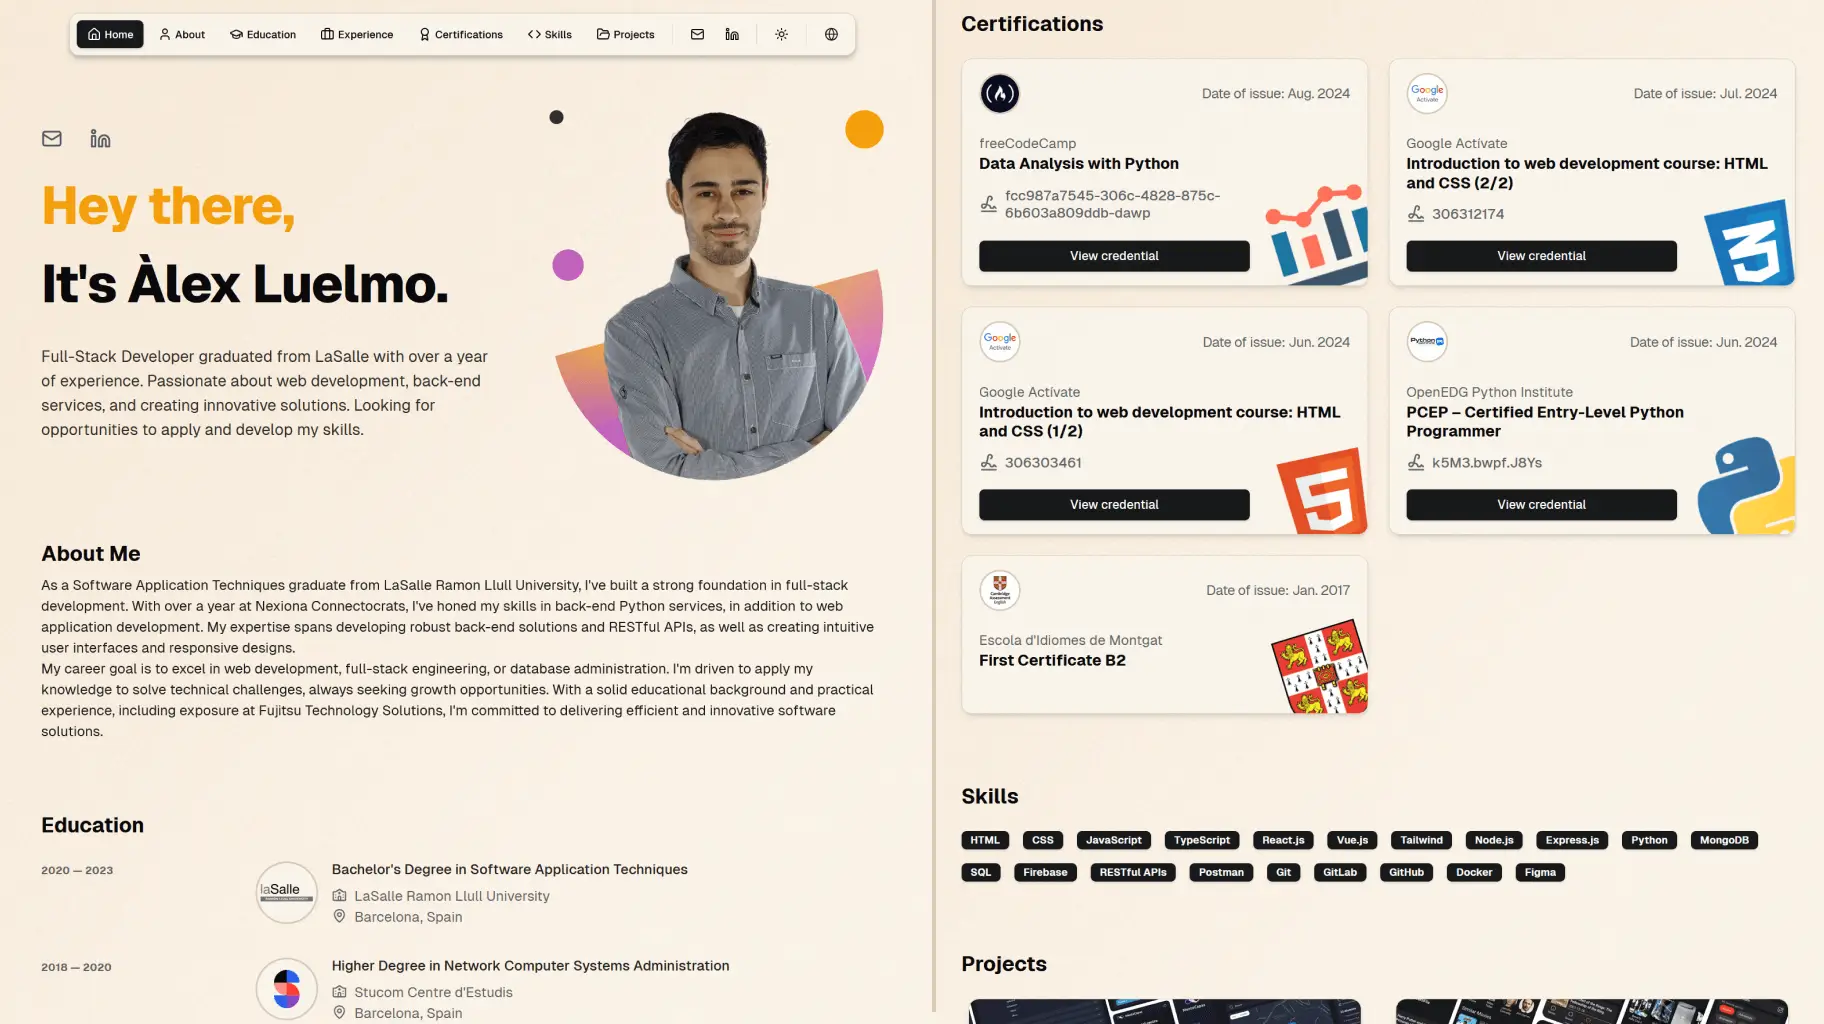 Home
About
Education
Experience
Certifications
Skills
Projects
Hey there,
It's Àlex Luelmo.
Full-Stack Developer graduated from LaSalle with over a year
of experience. Passionate about web development, back-end
services, and creating innovative solutions. Looking for
opportunities to apply and develop my skills.
About Me
As a Software Application Techniques graduate from LaSalle Ramon Llull University, I've built a strong foundation in full-stack
development. With over a year at Nexiona Connectocrats, I've honed my skills in back-end Python services, in addition to web
application development. My expertise spans developing robust back-end solutions and RESTful APIs, as well as creating intuitive
user interfaces and responsive designs.
My career goal is to excel in web development, full-stack engineering, or database administration. I'm driven to apply my
knowledge to solve technical challenges, always seeking growth opportunities. With a solid educational background and practical
experience, including exposure at Fujitsu Technology Solutions, I'm committed to delivering efficient and innovative software
solutions.
Education
2020 — 2023
laSalle
Bachelor's Degree in Software Application Techniques
LaSalle Ramon Llull University
Barcelona, Spain
2018 — 2020
Higher Degree in Network Computer Systems Administration
Stucom Centre d'Estudis
Barcelona, Spain
Certifications
Date of issue: Aug. 2024
freeCodeCamp
Data Analysis with Python
fcc987a7545-306c-4828-875c-
6b603a809ddb-dawp
View credential
Google
Activate
Date of issue: Jul. 2024
Google Actívate
Introduction to web development course: HTML
and CSS (2/2)
306312174
View credential
Google
Activate
Date of issue: Jun. 2024
Google Actívate
Introduction to web development course: HTML
and CSS (1/2)
306303461
View credential
Python
Date of issue: Jun. 2024
OpenEDG Python Institute
PCEP – Certified Entry-Level Python
Programmer
k5M3.bwpf.J8Ys
View credential
Cambridge
Assessment
English
Date of issue: Jan. 2017
Escola d'Idiomes de Montgat
First Certificate B2
Skills
HTML
CSS
JavaScript
TypeScript
React.js
Vue.js
Tailwind
Node.js
Express.js
Python
MongoDB
SQL
Firebase
RESTful APIs
Postman
Git
GitLab
GitHub
Docker
Figma
Projects